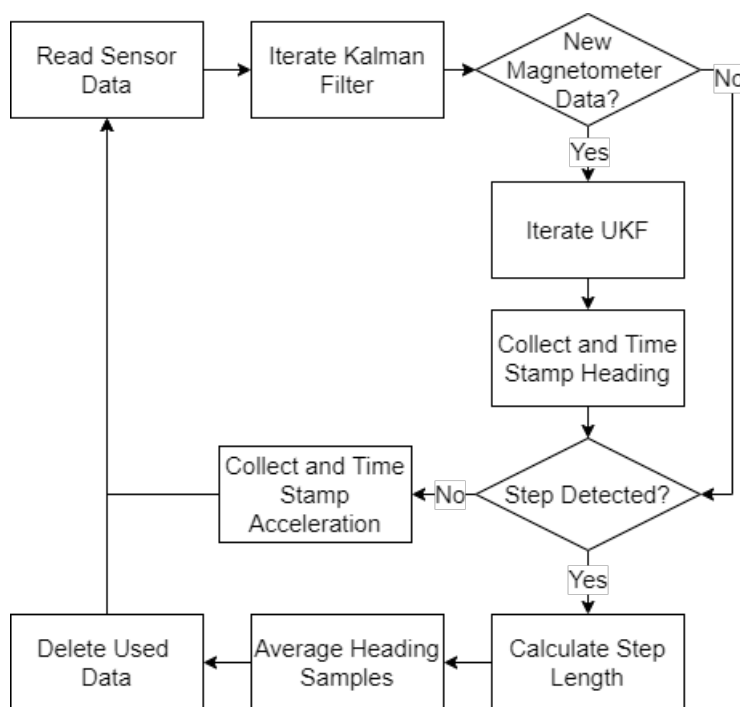 Read Sensor
Data
Iterate Kalman
Filter
New
Magnetometer
Data?
No
Yes
Iterate UKF
Collect and Time
Stamp Heading
Collect and Time
Stamp
Acceleration
No
Step Detected?
Yes
Delete Used
Data
Average Heading
Samples
Calculate Step
Length